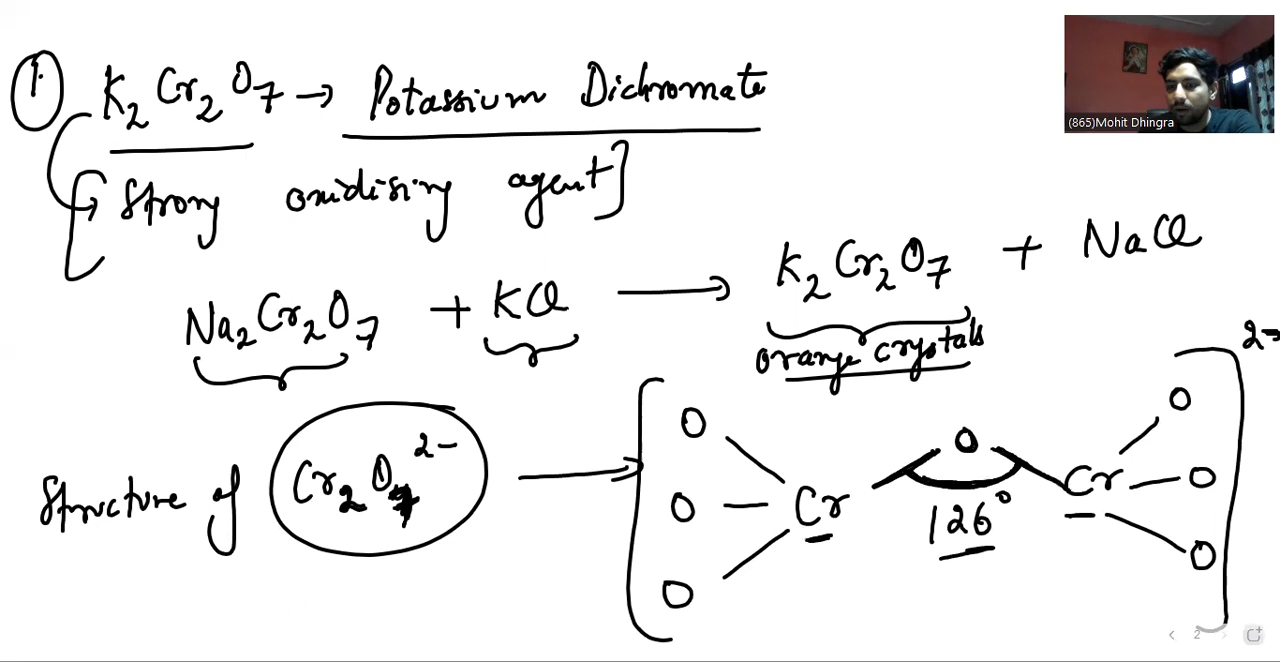 (865)Mohit Dhingra
1. K₂Cr₂O₇ → Potassium Dichromate
Strong oxidising agent]
Na₂Cr₂O₇ + KCl ⟶ K₂Cr₂O₇ + NaCl
orange crystals
Structure of Cr₂O₇²⁻ ⟶ [ ]²⁻
O O O Cr O Cr O O O
126°
2